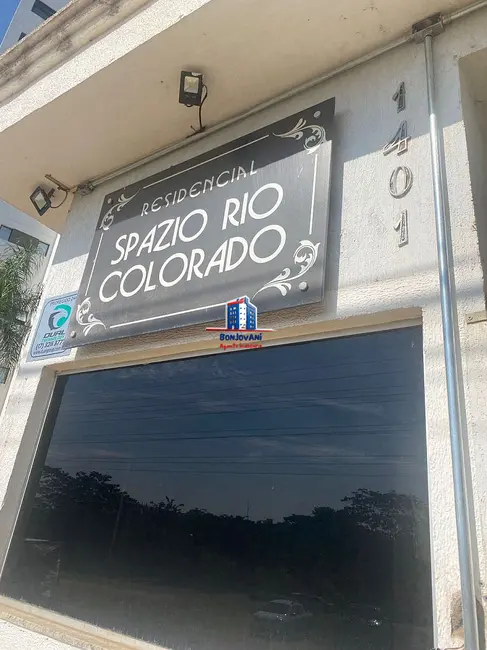 RESIDENCIAL
SPAZIO RIO
COLORADO
1401
BONJOVANI
DUAL